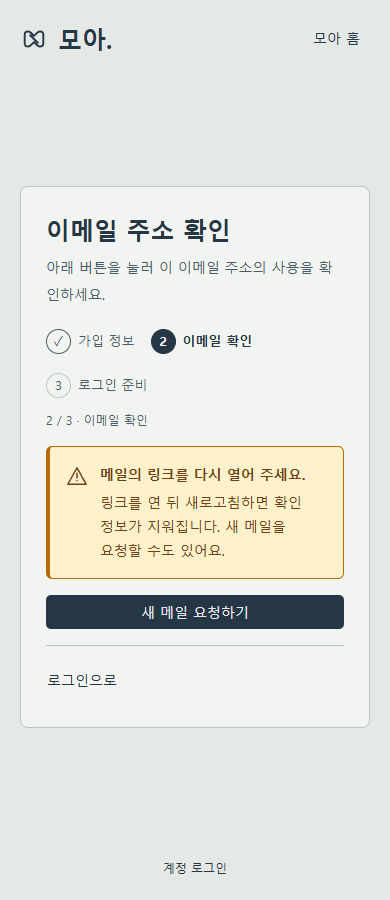 모아.
모아 홈
이메일 주소 확인
아래 버튼을 눌러 이 이메일 주소의 사용을 확
인하세요.
✓ 가입 정보
2 이메일 확인
3 로그인 준비
2 / 3 · 이메일 확인
메일의 링크를 다시 열어 주세요.
링크를 연 뒤 새로고침하면 확인
정보가 지워집니다. 새 메일을
요청할 수도 있어요.
새 메일 요청하기
로그인으로
계정 로그인